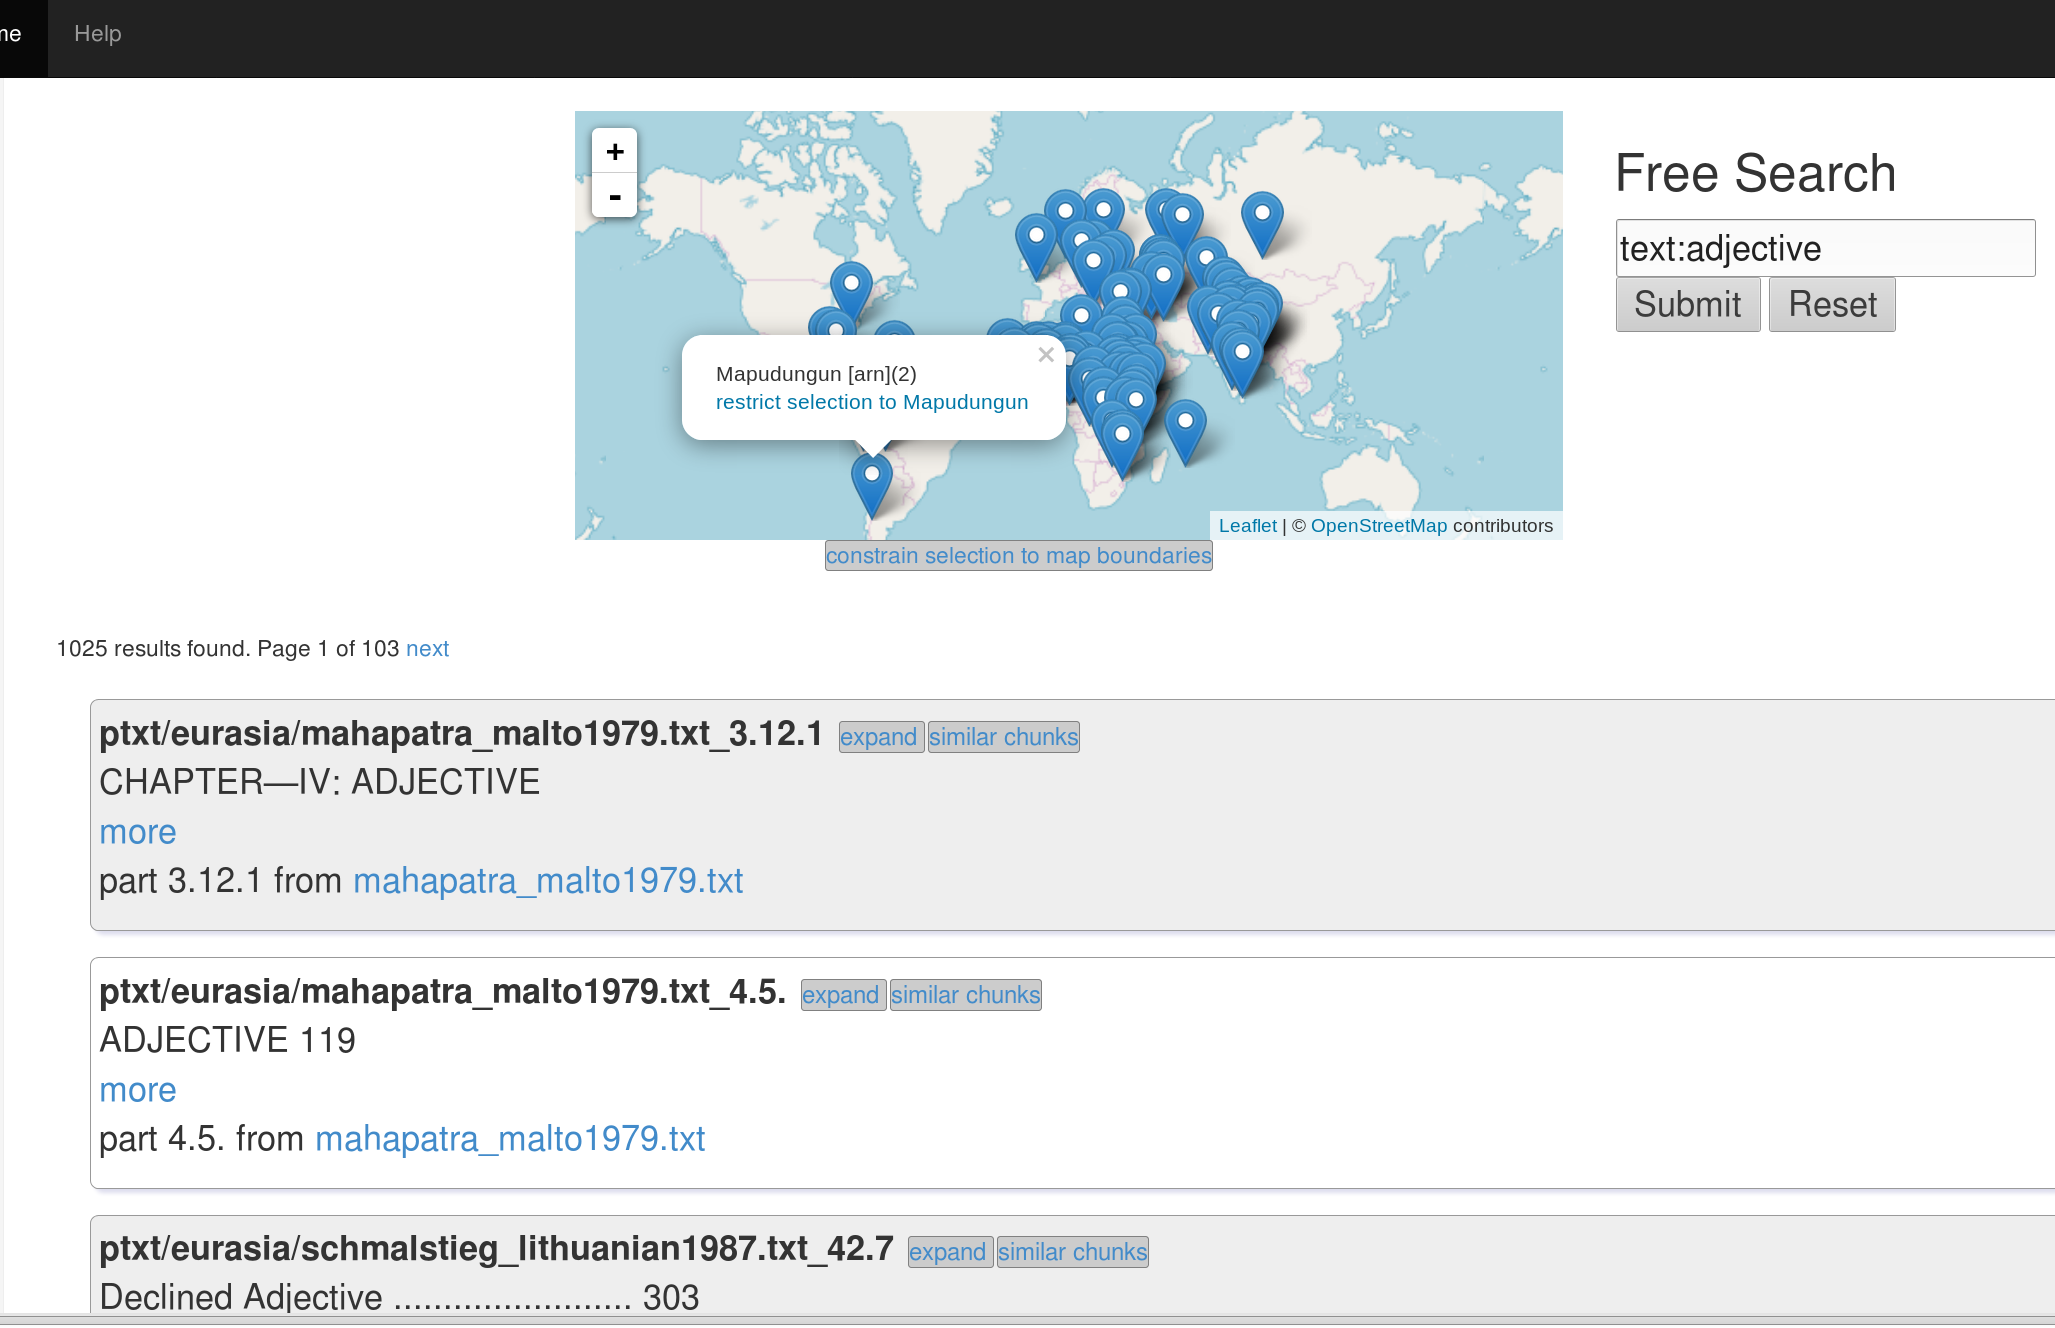 me Help
+
-
Mapudungun [arn](2)
restrict selection to Mapudungun
×
Leaflet | © OpenStreetMap contributors
constrain selection to map boundaries
Free Search
text:adjective
Submit Reset
1025 results found. Page 1 of 103 next
ptxt/eurasia/mahapatra_malto1979.txt_3.12.1 expand similar chunks
CHAPTER—IV: ADJECTIVE
more
part 3.12.1 from mahapatra_malto1979.txt
ptxt/eurasia/mahapatra_malto1979.txt_4.5. expand similar chunks
ADJECTIVE 119
more
part 4.5. from mahapatra_malto1979.txt
ptxt/eurasia/schmalstieg_lithuanian1987.txt_42.7 expand similar chunks
Declined Adjective ........................ 303